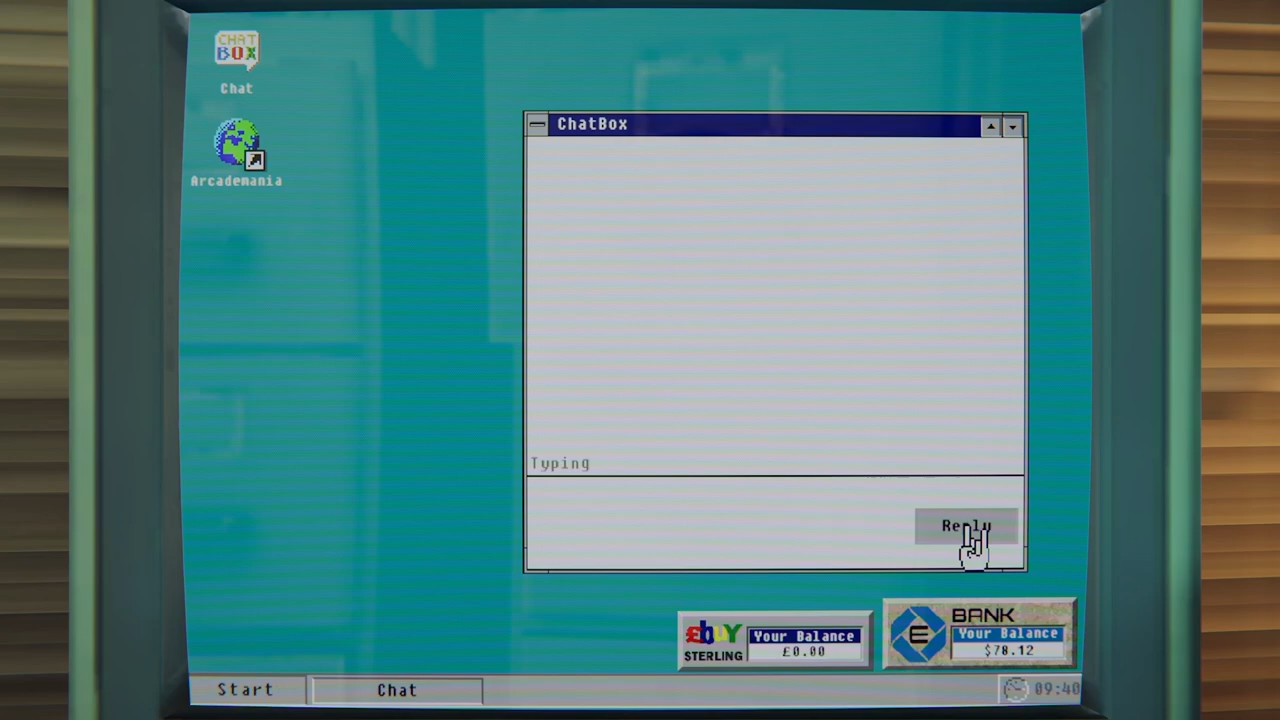 CHAT
BOX
Chat
Arcademania
ChatBox
Typing
Reply
£buy
STERLING
Your Balance
£0.00
E
BANK
Your Balance
$78.12
Start
Chat
09:40